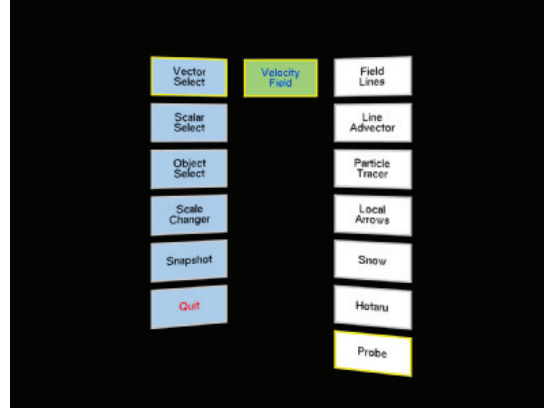 Vector
Select
Scalar
Select
Object
Select
Scale
Changer
Snapshot
Quit
Velocity
Field
Field
Lines
Line
Advector
Particle
Tracer
Local
Arrows
Snow
Hotaru
Probe